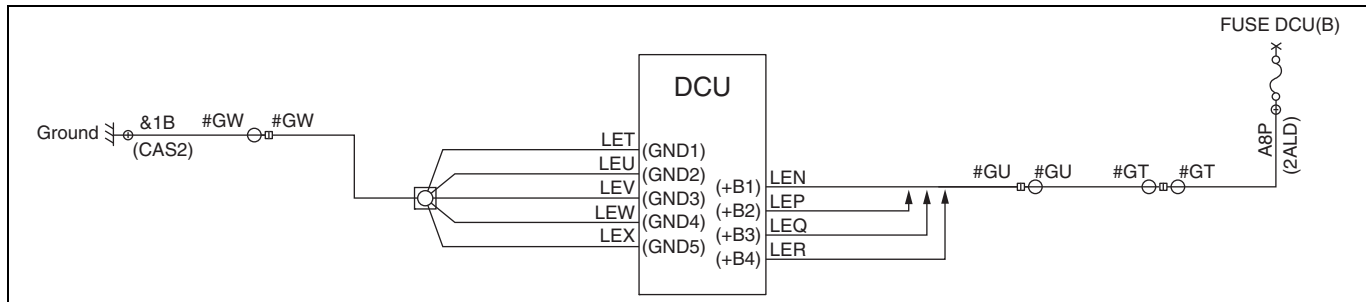 FUSE DCU(B)
DCU
Ground
&1B
(CAS2)
#GW
#GW
LET
LEU
LEV
LEW
LEX
(GND1)
(GND2)
(GND3)
(GND4)
(GND5)
(+B1)
(+B2)
(+B3)
(+B4)
LEN
LEP
LEQ
LER
#GU
#GU
#GT
#GT
A8P
(2ALD)